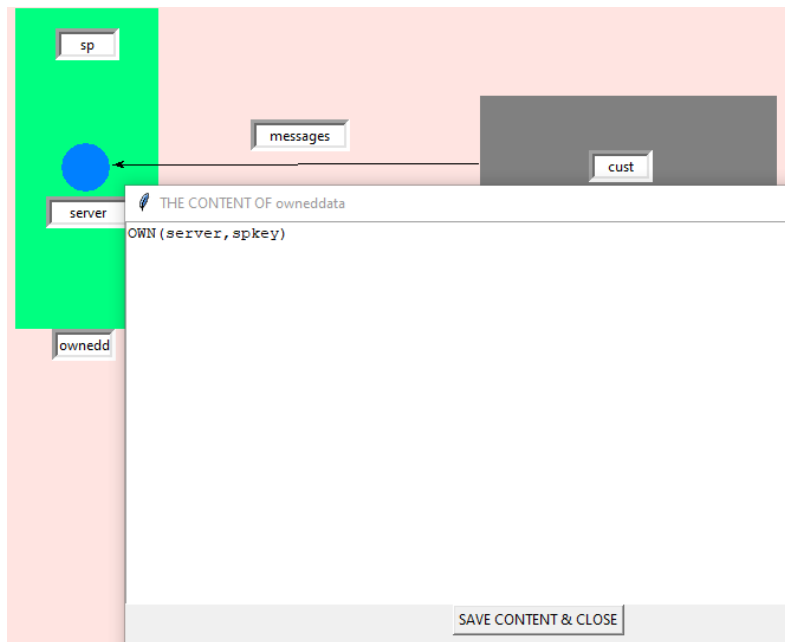 sp
messages
cust
server
THE CONTENT OF owneddata
OWN(server,spkey)
ownedd
SAVE CONTENT & CLOSE